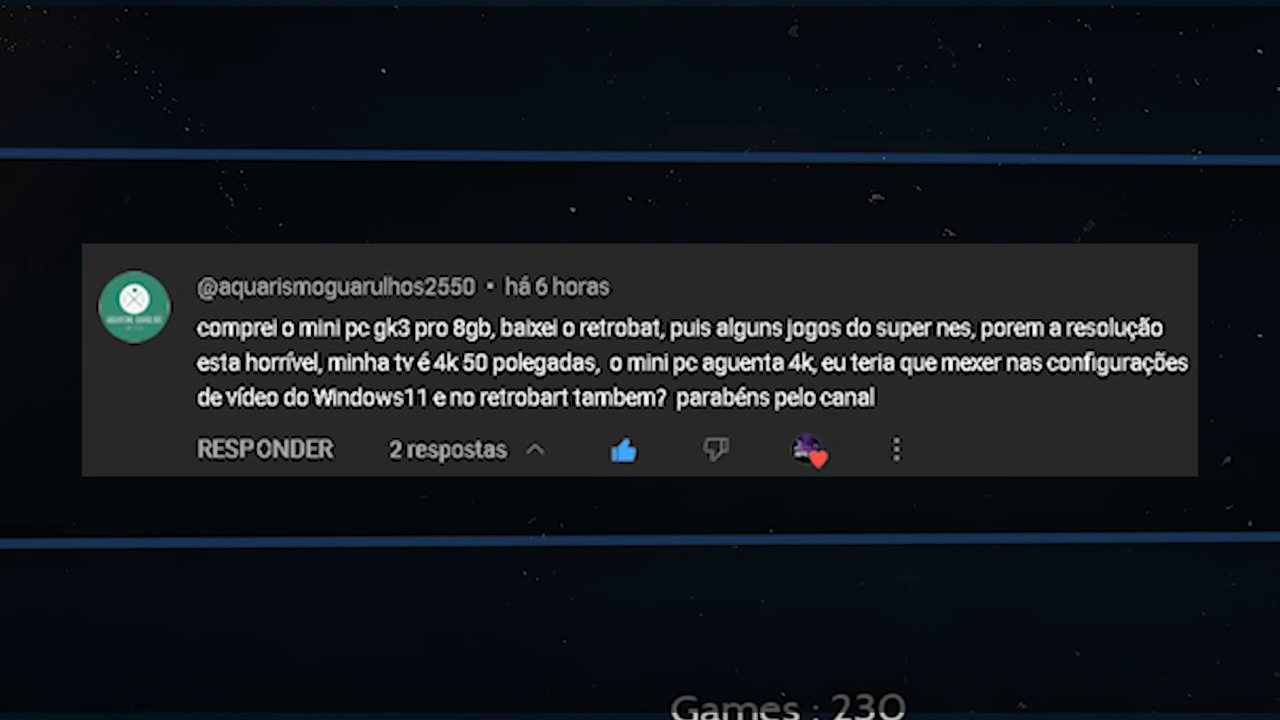 @aquarismoguarulhos2550 • há 6 horas
comprei o mini pc gk3 pro 8gb, baixei o retrobat, puis alguns jogos do super nes, porem a resolução
esta horrível, minha tv é 4k 50 polegadas, o mini pc aguenta 4k, eu teria que mexer nas configurações
de vídeo do Windows11 e no retrobart tambem? parabéns pelo canal
RESPONDER 2 respostas
Games : 230